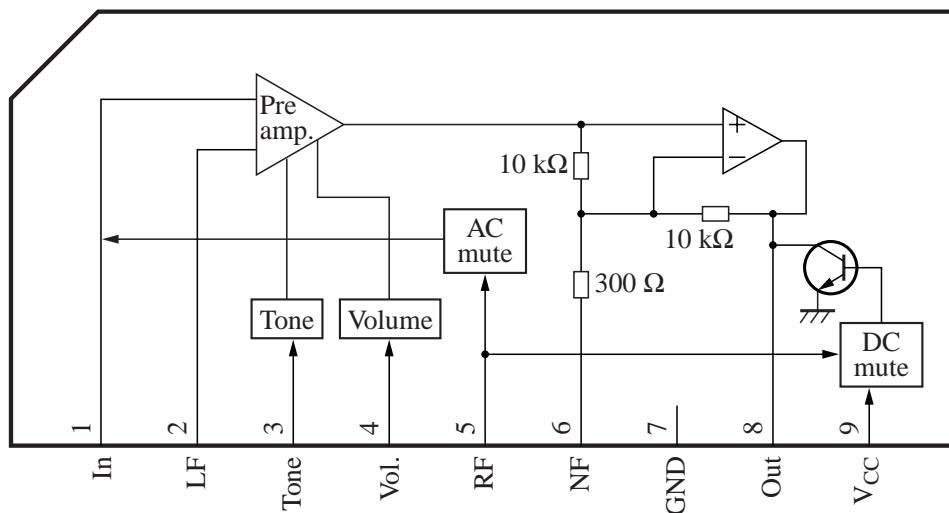 Pre
amp.
+
−
10 kΩ
10 kΩ
AC
mute
300 Ω
Tone
Volume
DC
mute
1
2
3
4
5
6
7
8
9
In
LF
Tone
Vol.
RF
NF
GND
Out
VCC